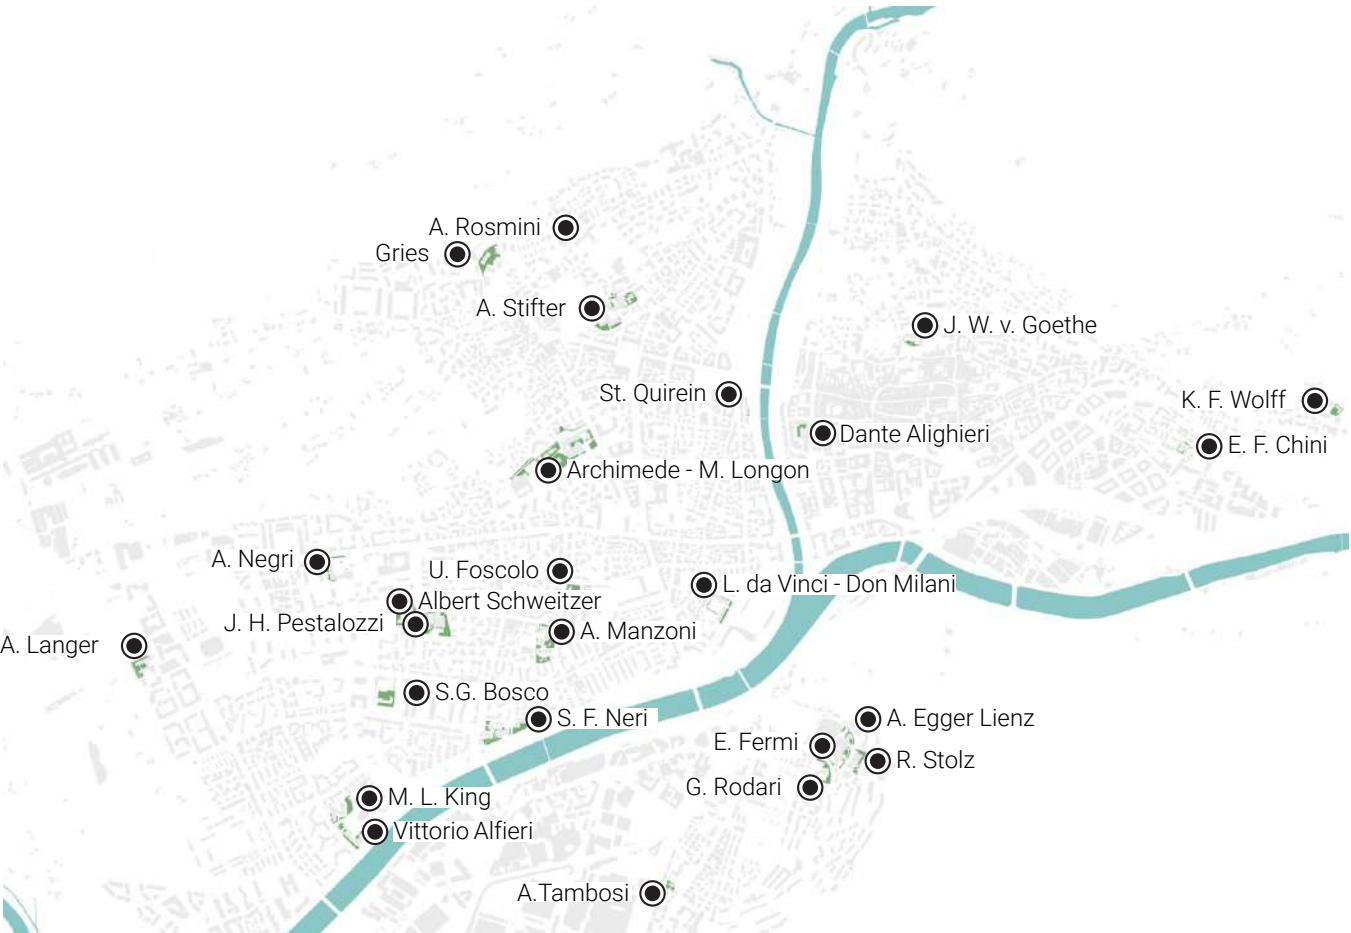 A. Rosmini
Gries
A. Stifter
J. W. v. Goethe
St. Quirein
K. F. Wolff
Dante Alighieri
E. F. Chini
Archimede - M. Longon
A. Negri
U. Foscolo
L. da Vinci - Don Milani
Albert Schweitzer
J. H. Pestalozzi
A. Manzoni
A. Langer
S.G. Bosco
S. F. Neri
A. Egger Lienz
E. Fermi
R. Stolz
G. Rodari
M. L. King
Vittorio Alfieri
A.Tambosi